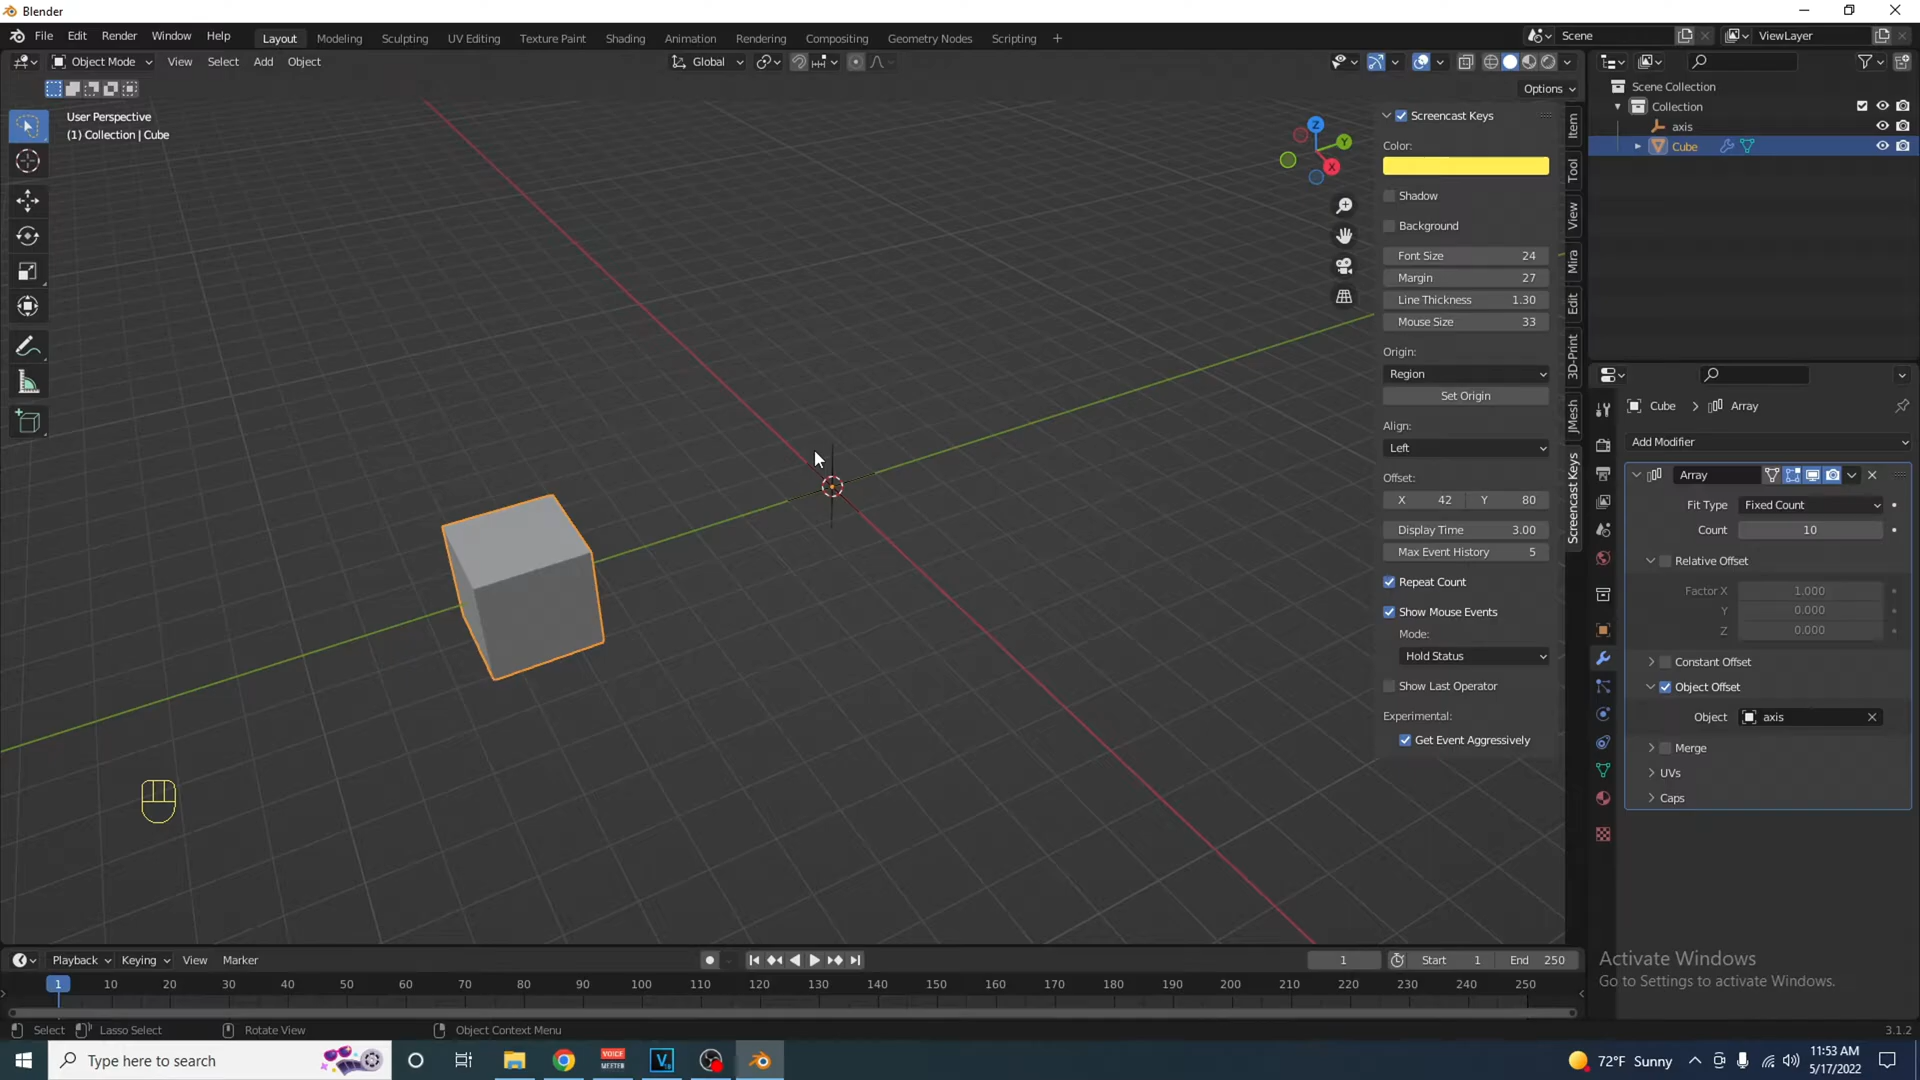 Blender
File Edit Render Window Help
Layout Modeling Sculpting UV Editing Texture Paint Shading Animation Rendering Compositing Geometry Nodes Scripting +
Scene
ViewLayer
Object Mode View Select Add Object
Global
Options
User Perspective
(1) Collection | Cube
Z
Y
X
Screencast Keys
Color:
Shadow
Background
Font Size 24
Margin 27
Line Thickness 1.30
Mouse Size 33
Origin:
Region
Set Origin
Align:
Left
Offset:
X 42 Y 80
Display Time 3.00
Max Event History 5
Repeat Count
Show Mouse Events
Mode:
Hold Status
Show Last Operator
Experimental:
Get Event Aggressively
Item
Tool
View
Mira
Edit
3D-Print
JMesh
Screencast Keys
Scene Collection
Collection
axis
Cube
Cube > Array
Add Modifier
Array
Fit Type Fixed Count
Count 10
Relative Offset
Factor X 1.000
Y 0.000
Z 0.000
Constant Offset
Object Offset
Object axis
Merge
UVs
Caps
Activate Windows
Go to Settings to activate Windows.
Playback Keying View Marker
1
Start 1 End 250
1 10 20 30 40 50 60 70 80 90 100 110 120 130 140 150 160 170 180 190 200 210 220 230 240 250
Select Lasso Select Rotate View Object Context Menu
3.1.2
Type here to search
VOICE
MEETER
72°F Sunny
11:53 AM
5/17/2022